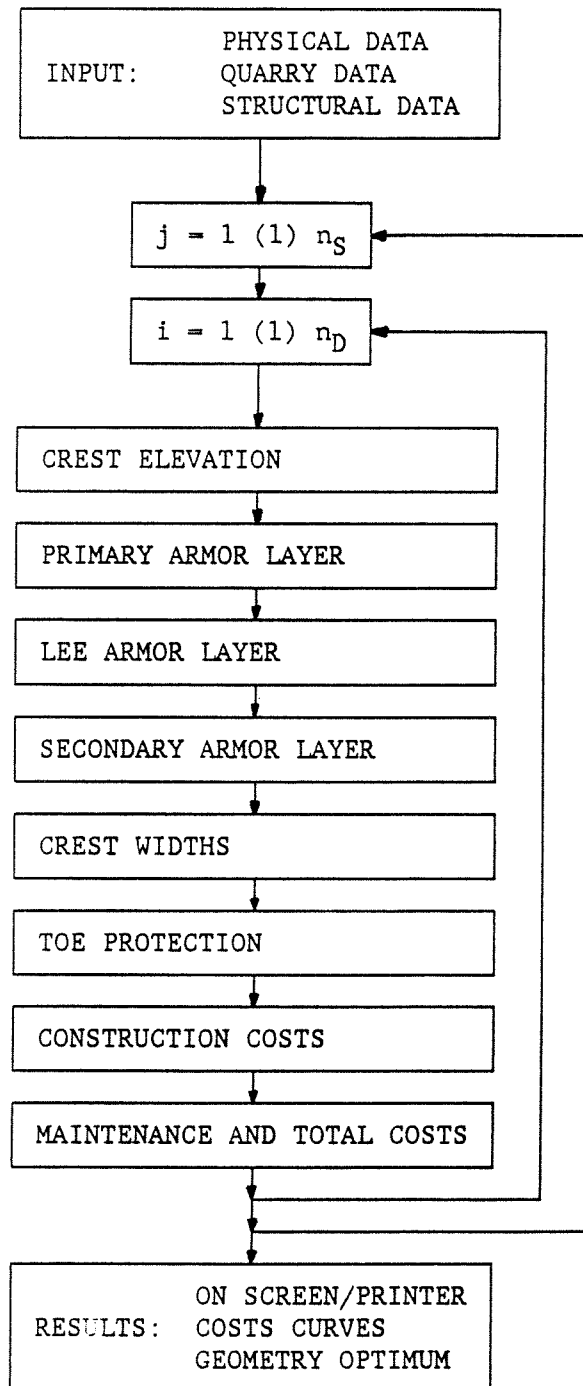 PHYSICAL DATA
INPUT: QUARRY DATA
STRUCTURAL DATA
j = 1 (1) nS
i = 1 (1) nD
CREST ELEVATION
PRIMARY ARMOR LAYER
LEE ARMOR LAYER
SECONDARY ARMOR LAYER
CREST WIDTHS
TOE PROTECTION
CONSTRUCTION COSTS
MAINTENANCE AND TOTAL COSTS
ON SCREEN/PRINTER
RESULTS: COSTS CURVES
GEOMETRY OPTIMUM